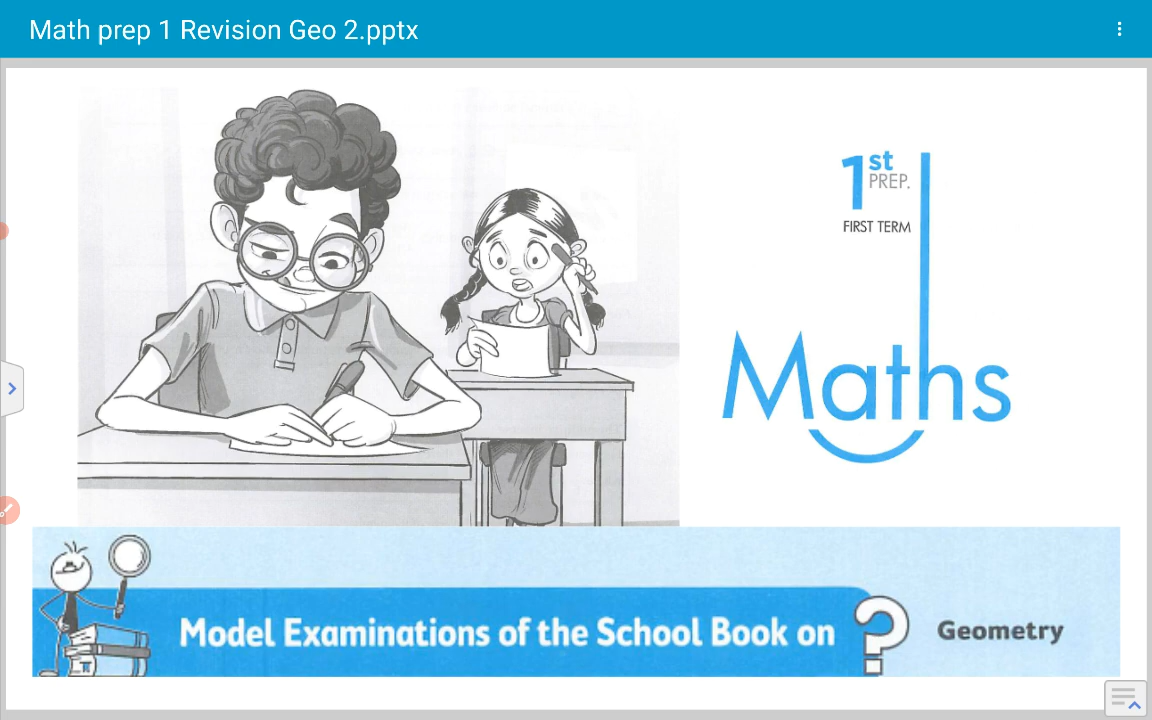 Math prep 1 Revision Geo 2.pptx
1st
PREP.
FIRST TERM
Maths
Model Examinations of the School Book on ? Geometry